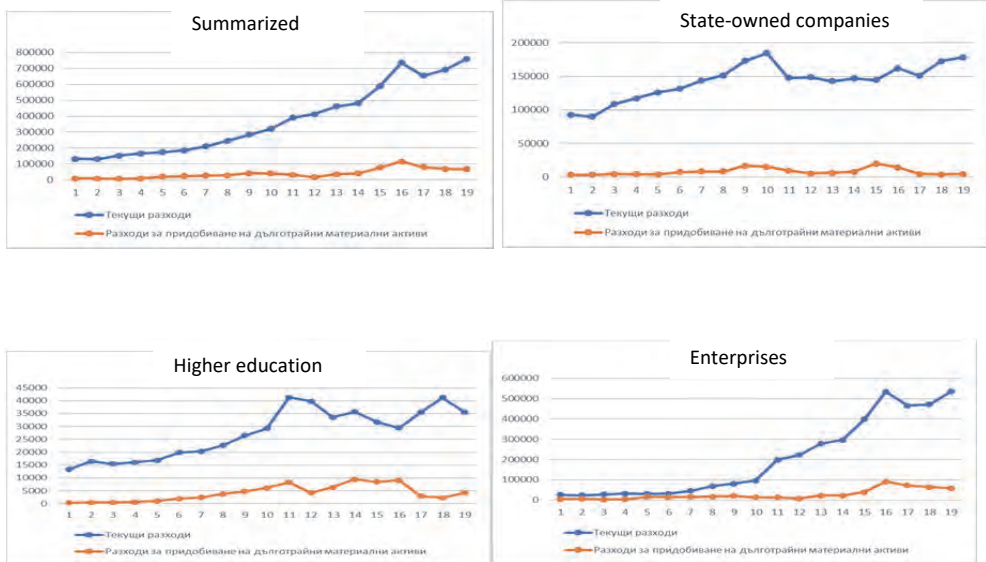 Summarized
800000
700000
600000
500000
400000
300000
200000
100000
0
1 2 3 4 5 6 7 8 9 10 11 12 13 14 15 16 17 18 19
Текущи разходи
Разходи за придобиване на дълготрайни материални активи
State-owned companies
200000
150000
100000
50000
0
1 2 3 4 5 6 7 8 9 10 11 12 13 14 15 16 17 18 19
Текущи разходи
Разходи за придобиване на дълготрайни материални активи
Higher education
45000
40000
35000
30000
25000
20000
15000
10000
5000
0
1 2 3 4 5 6 7 8 9 10 11 12 13 14 15 16 17 18 19
Текущи разходи
Разходи за придобиване на дълготрайни материални активи
Enterprises
600000
500000
400000
300000
200000
100000
0
1 2 3 4 5 6 7 8 9 10 11 12 13 14 15 16 17 18 19
Текущи разходи
Разходи за придобиване на дълготрайни материални активи